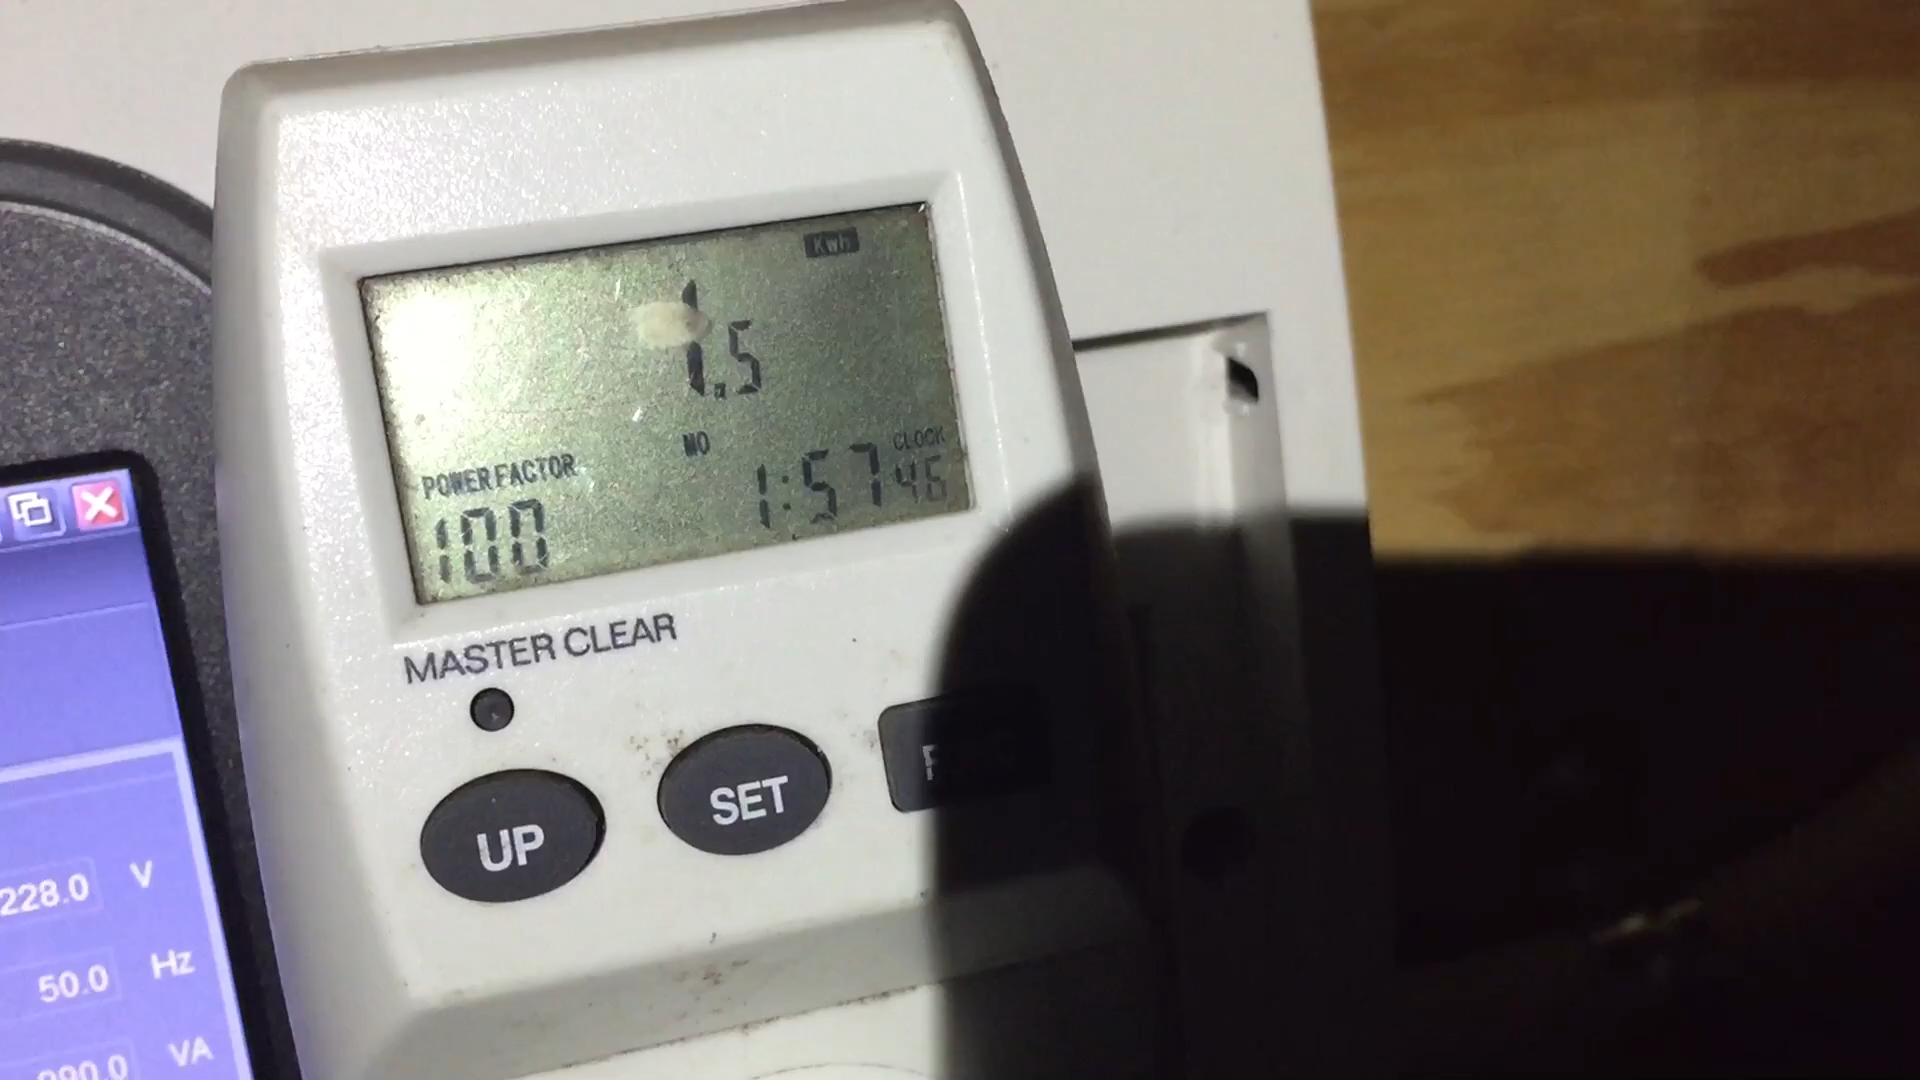 Kwh
1.5
MO
CLOCK
POWER FACTOR
1:57 46
100
MASTER CLEAR
UP
SET
228.0 V
50.0 Hz
VA